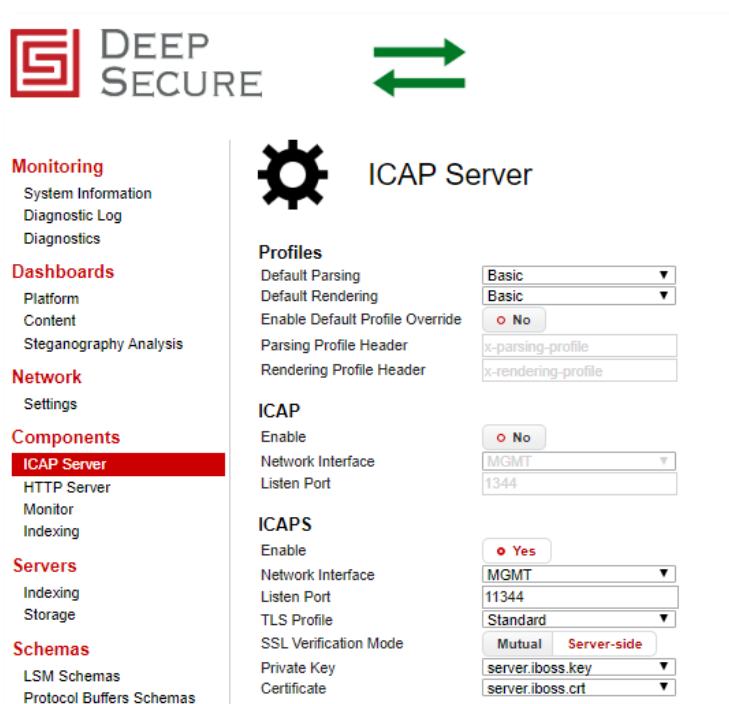 DEEP
SECURE
Monitoring
System Information
Diagnostic Log
Diagnostics
Dashboards
Platform
Content
Steganography Analysis
Network
Settings
Components
ICAP Server
HTTP Server
Monitor
Indexing
Servers
Indexing
Storage
Schemas
LSM Schemas
Protocol Buffers Schemas
ICAP Server
Profiles
Default Parsing Basic
Default Rendering Basic
Enable Default Profile Override No
Parsing Profile Header x-parsing-profile
Rendering Profile Header x-rendering-profile
ICAP
Enable No
Network Interface MGMT
Listen Port 1344
ICAPS
Enable Yes
Network Interface MGMT
Listen Port 11344
TLS Profile Standard
SSL Verification Mode Mutual Server-side
Private Key server.iboss.key
Certificate server.iboss.crt